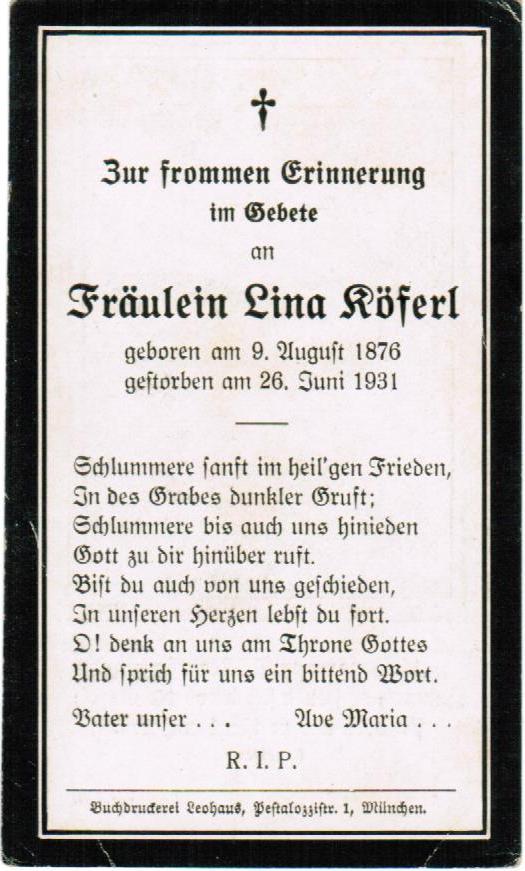 Zur frommen Erinnerung
im Gebete
an
Fräulein Lina Köferl
geboren am 9. August 1876
gestorben am 26. Juni 1931
Schlummere sanft im heil'gen Frieden,
In des Grabes dunkler Gruft;
Schlummere bis auch uns hinieden
Gott zu dir hinüber ruft.
Bist du auch von uns geschieden,
In unseren Herzen lebst du fort.
O! denk an uns am Throne Gottes
Und sprich für uns ein bittend Wort.
Vater unser . . . Ave Maria . . .
R. I. P.
Buchdruckerei Leohaus, Pestalozzistr. 1, München.